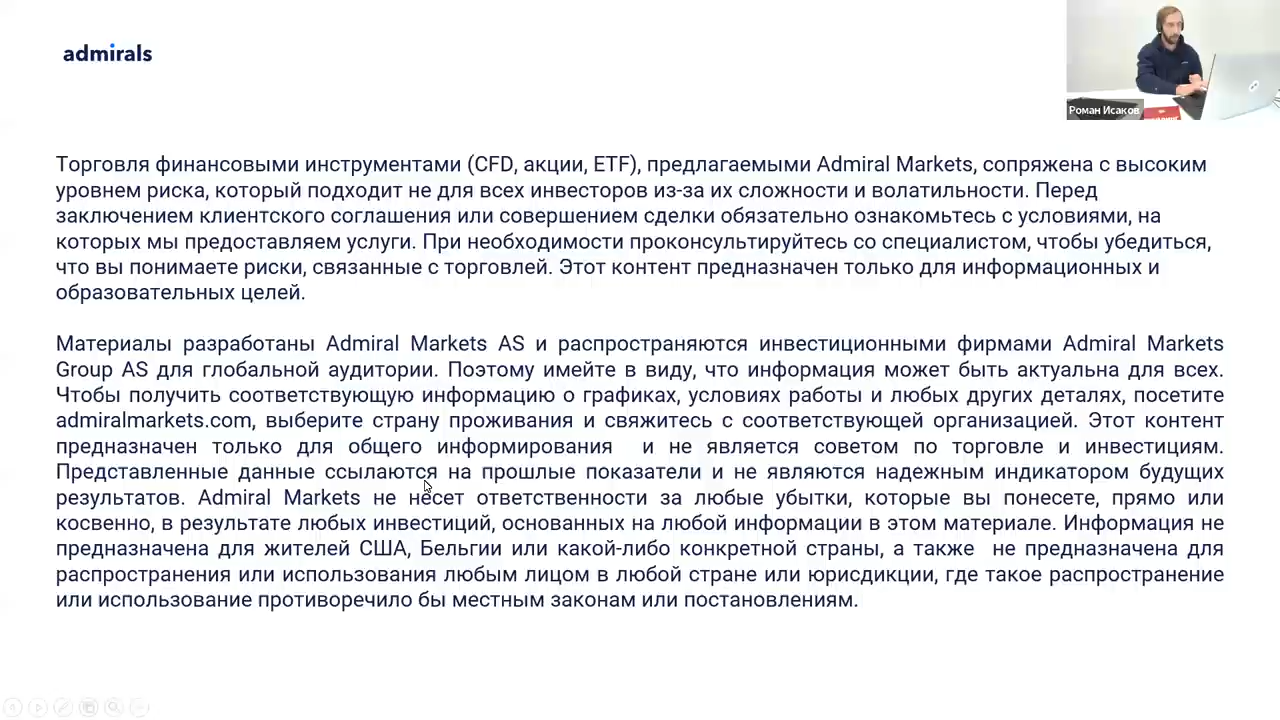 admirals
Роман Исаков
Торговля финансовыми инструментами (CFD, акции, ETF), предлагаемыми Admiral Markets, сопряжена с высоким
уровнем риска, который подходит не для всех инвесторов из-за их сложности и волатильности. Перед
заключением клиентского соглашения или совершением сделки обязательно ознакомьтесь с условиями, на
которых мы предоставляем услуги. При необходимости проконсультируйтесь со специалистом, чтобы убедиться,
что вы понимаете риски, связанные с торговлей. Этот контент предназначен только для информационных и
образовательных целей.
Материалы разработаны Admiral Markets AS и распространяются инвестиционными фирмами Admiral Markets
Group AS для глобальной аудитории. Поэтому имейте в виду, что информация может быть актуальна для всех.
Чтобы получить соответствующую информацию о графиках, условиях работы и любых других деталях, посетите
admiralmarkets.com, выберите страну проживания и свяжитесь с соответствующей организацией. Этот контент
предназначен только для общего информирования и не является советом по торговле и инвестициям.
Представленные данные ссылаются на прошлые показатели и не являются надежным индикатором будущих
результатов. Admiral Markets не несет ответственности за любые убытки, которые вы понесете, прямо или
косвенно, в результате любых инвестиций, основанных на любой информации в этом материале. Информация не
предназначена для жителей США, Бельгии или какой-либо конкретной страны, а также не предназначена для
распространения или использования любым лицом в любой стране или юрисдикции, где такое распространение
или использование противоречило бы местным законам или постановлениям.